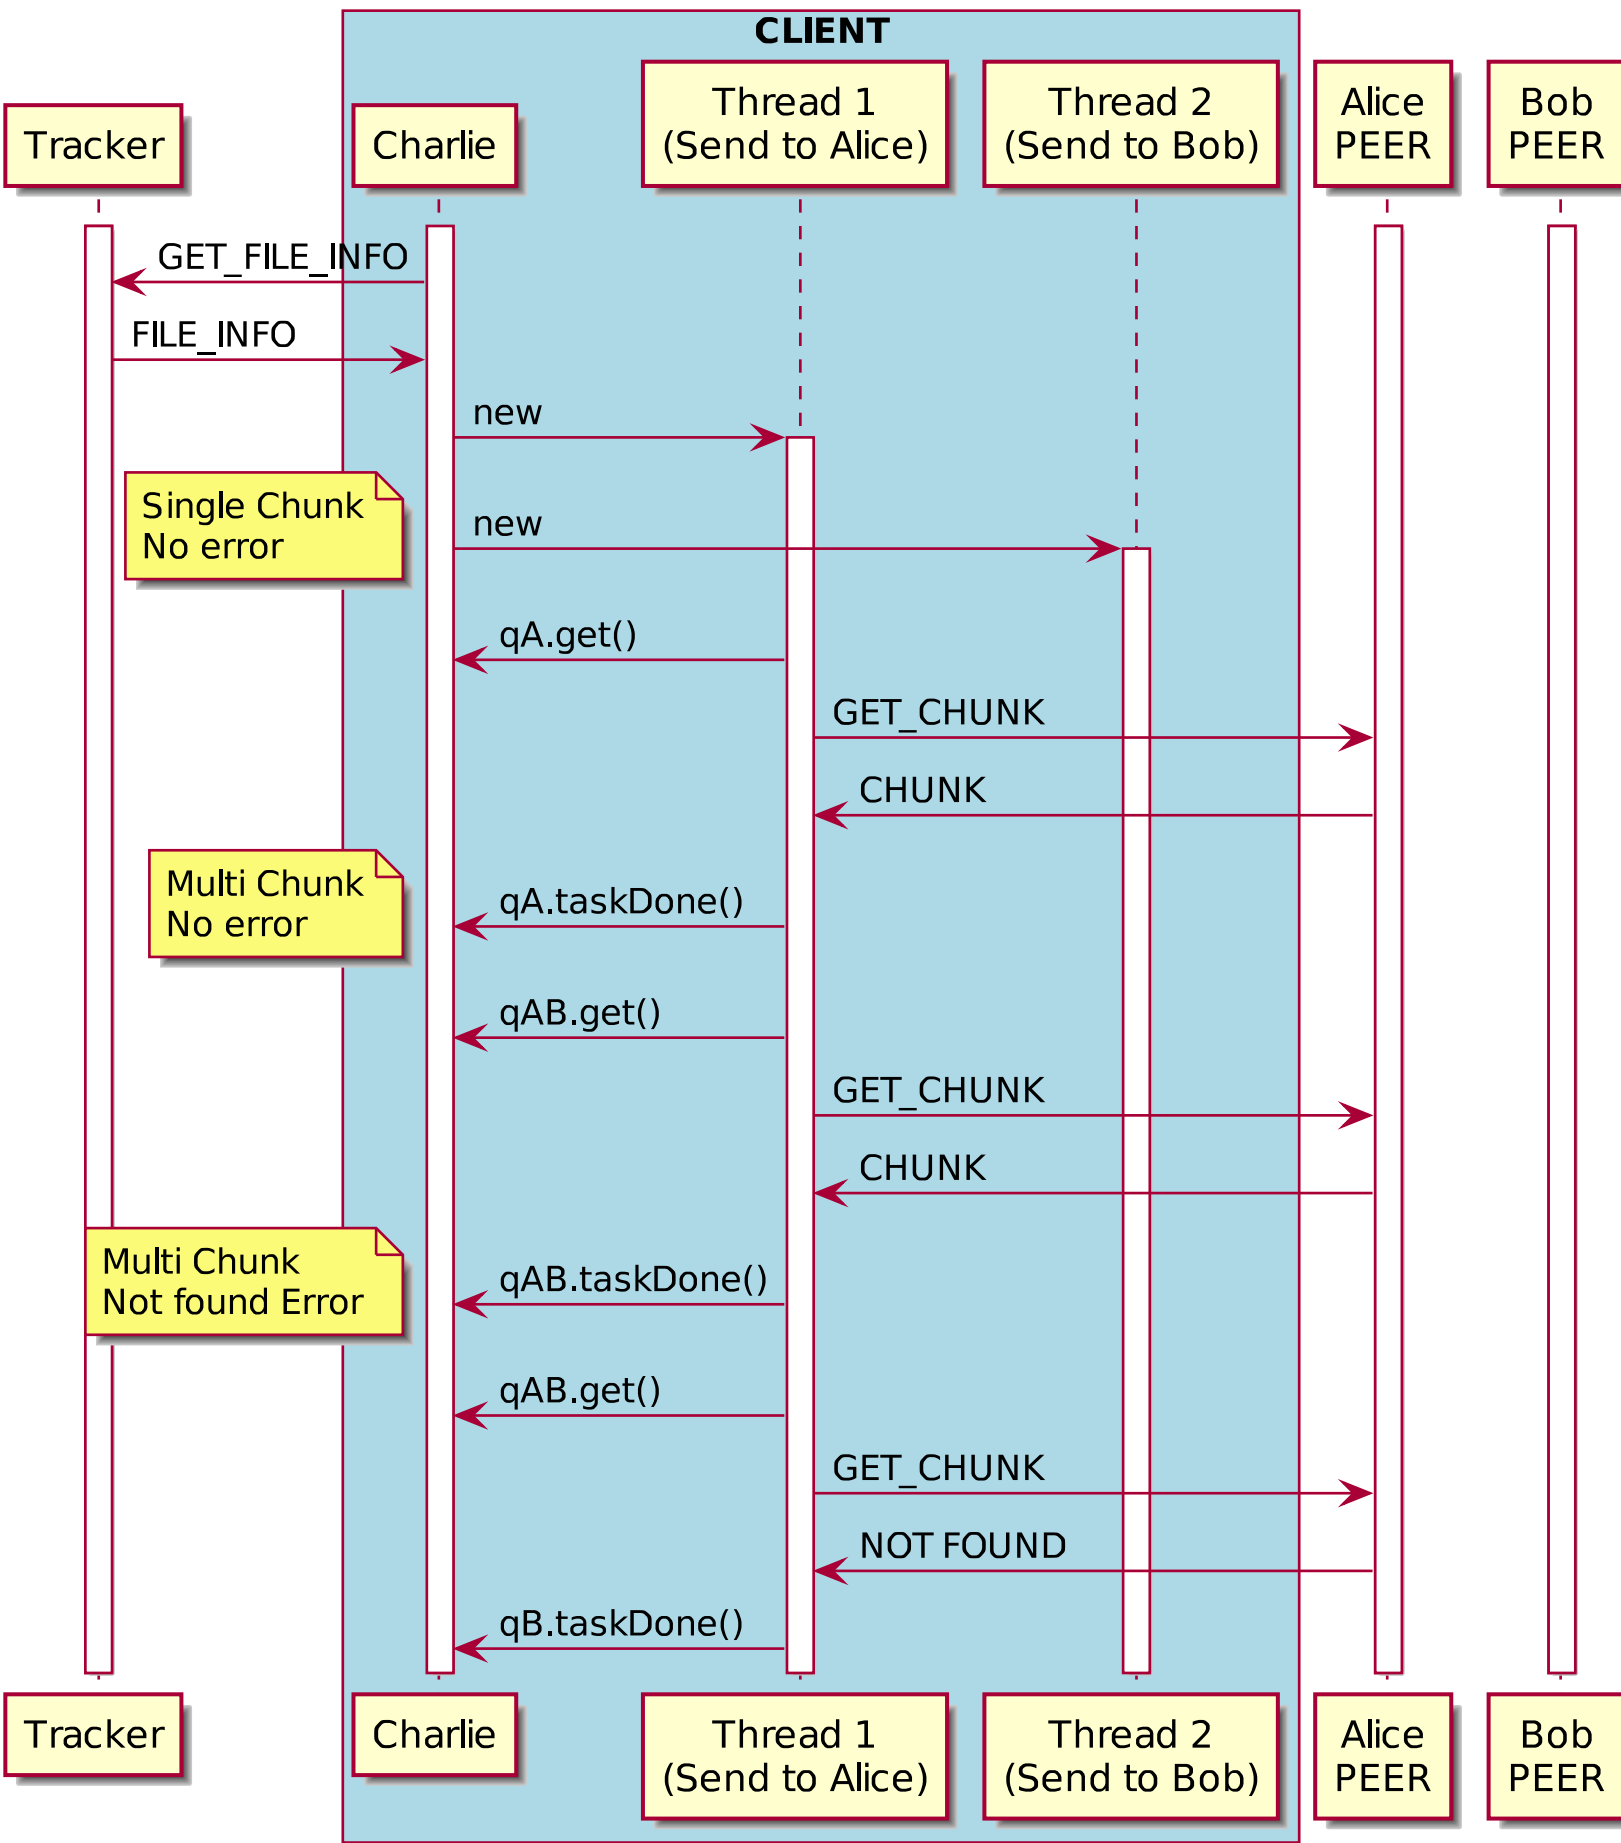 CLIENT
Tracker
Charlie
Thread 1
(Send to Alice)
Thread 2
(Send to Bob)
Alice
PEER
Bob
PEER
GET_FILE_INFO
FILE_INFO
new
Single Chunk
No error
new
qA.get()
GET_CHUNK
CHUNK
Multi Chunk
No error
qA.taskDone()
qAB.get()
GET_CHUNK
CHUNK
Multi Chunk
Not found Error
qAB.taskDone()
qAB.get()
GET_CHUNK
NOT FOUND
qB.taskDone()
Tracker
Charlie
Thread 1
(Send to Alice)
Thread 2
(Send to Bob)
Alice
PEER
Bob
PEER